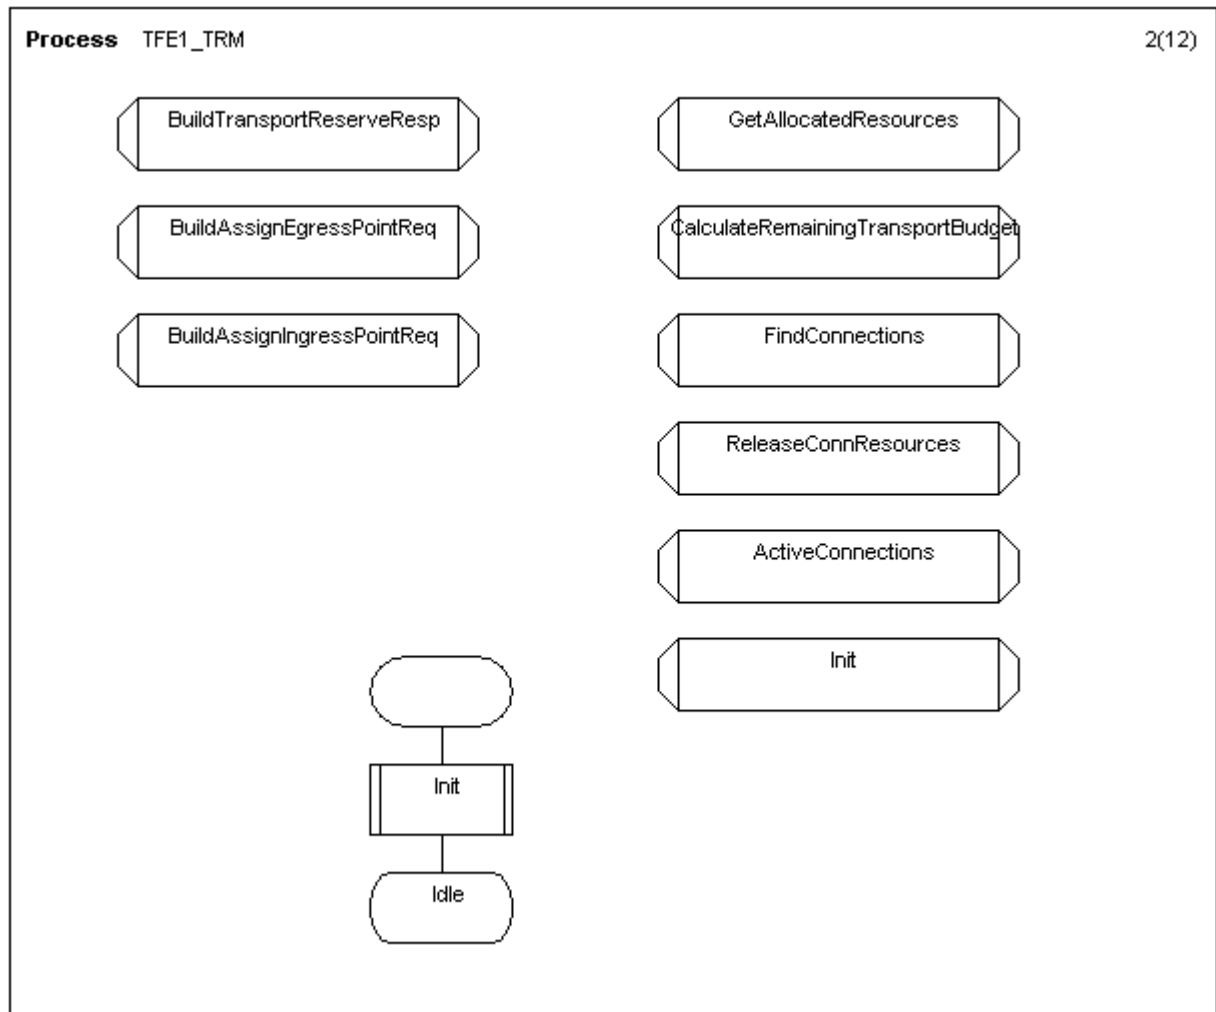 Process TFE1_TRM 2(12)
BuildTransportReserveResp
GetAllocatedResources
BuildAssignEgressPointReq
CalculateRemainingTransportBudget
BuildAssignIngressPointReq
FindConnections
ReleaseConnResources
ActiveConnections
Init
Init
Idle